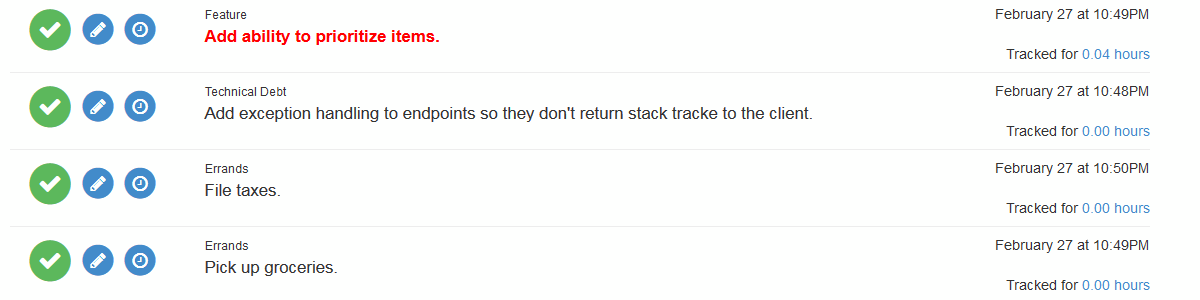 Feature
February 27 at 10:49PM
Add ability to prioritize items.
Tracked for 0.04 hours
Technical Debt
February 27 at 10:48PM
Add exception handling to endpoints so they don't return stack tracke to the client.
Tracked for 0.00 hours
Errands
February 27 at 10:50PM
File taxes.
Tracked for 0.00 hours
Errands
February 27 at 10:49PM
Pick up groceries.
Tracked for 0.00 hours